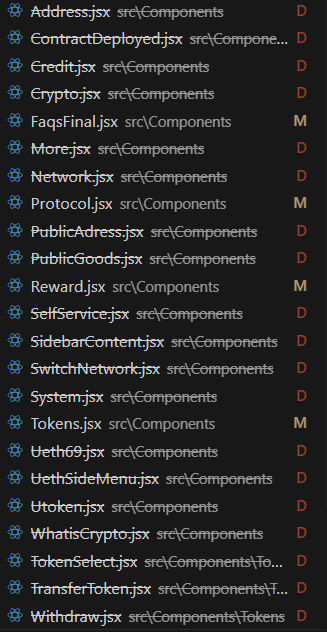 Address.jsx src\Components D
ContractDeployed.jsx src\Compone... D
Credit.jsx src\Components D
Crypto.jsx src\Components D
FaqsFinal.jsx src\Components M
More.jsx src\Components D
Network.jsx src\Components D
Protocol.jsx src\Components M
PublicAdress.jsx src\Components D
PublicGoods.jsx src\Components D
Reward.jsx src\Components M
SelfService.jsx src\Components D
SidebarContent.jsx src\Components D
SwitchNetwork.jsx src\Components D
System.jsx src\Components D
Tokens.jsx src\Components M
Ueth69.jsx src\Components D
UethSideMenu.jsx src\Components D
Utoken.jsx src\Components D
WhatisCrypto.jsx src\Components D
TokenSelect.jsx src\Components\To... D
TransferToken.jsx src\Components\T... D
Withdraw.jsx src\Components\Tokens D